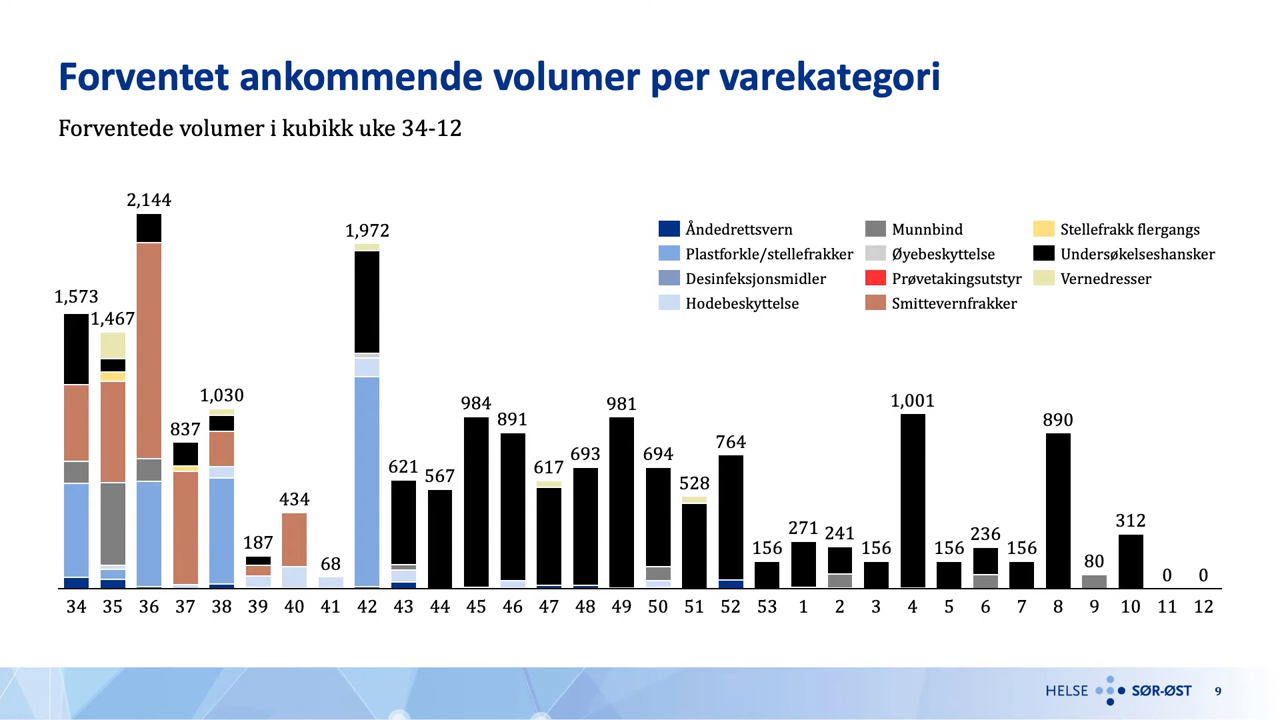 Forventet ankommende volumer per varekategori
Forventede volumer i kubikk uke 34-12
2,144
1,972
1,573
1,467
1,030
837
187
434
68
621
567
984
891
617
693
981
694
528
764
156
271
241
156
1,001
156
236
156
890
80
312
0
0
Åndedrettsvern
Plastforkle/stellefrakker
Desinfeksjonsmidler
Hodebeskyttelse
Munnbind
Øyebeskyttelse
Prøvetakingsutstyr
Smittevernfrakker
Stellefrakk flergangs
Undersøkelseshansker
Vernedresser
34 35 36 37 38 39 40 41 42 43 44 45 46 47 48 49 50 51 52 53 1 2 3 4 5 6 7 8 9 10 11 12
HELSE SØR-ØST 9